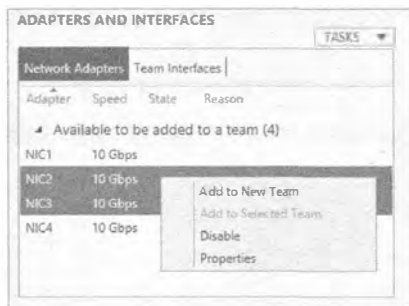 ADAPTERS AND INTERFACES
TASKS
Network Adapters Team Interfaces
Adapter Speed State Reason
Available to be added to a team (4)
NIC1 10 Gbps
NIC2 10 Gbps
Add to New Team
NIC3 10 Gbps
Add to Selected Team
NIC4 10 Gbps
Disable
Properties